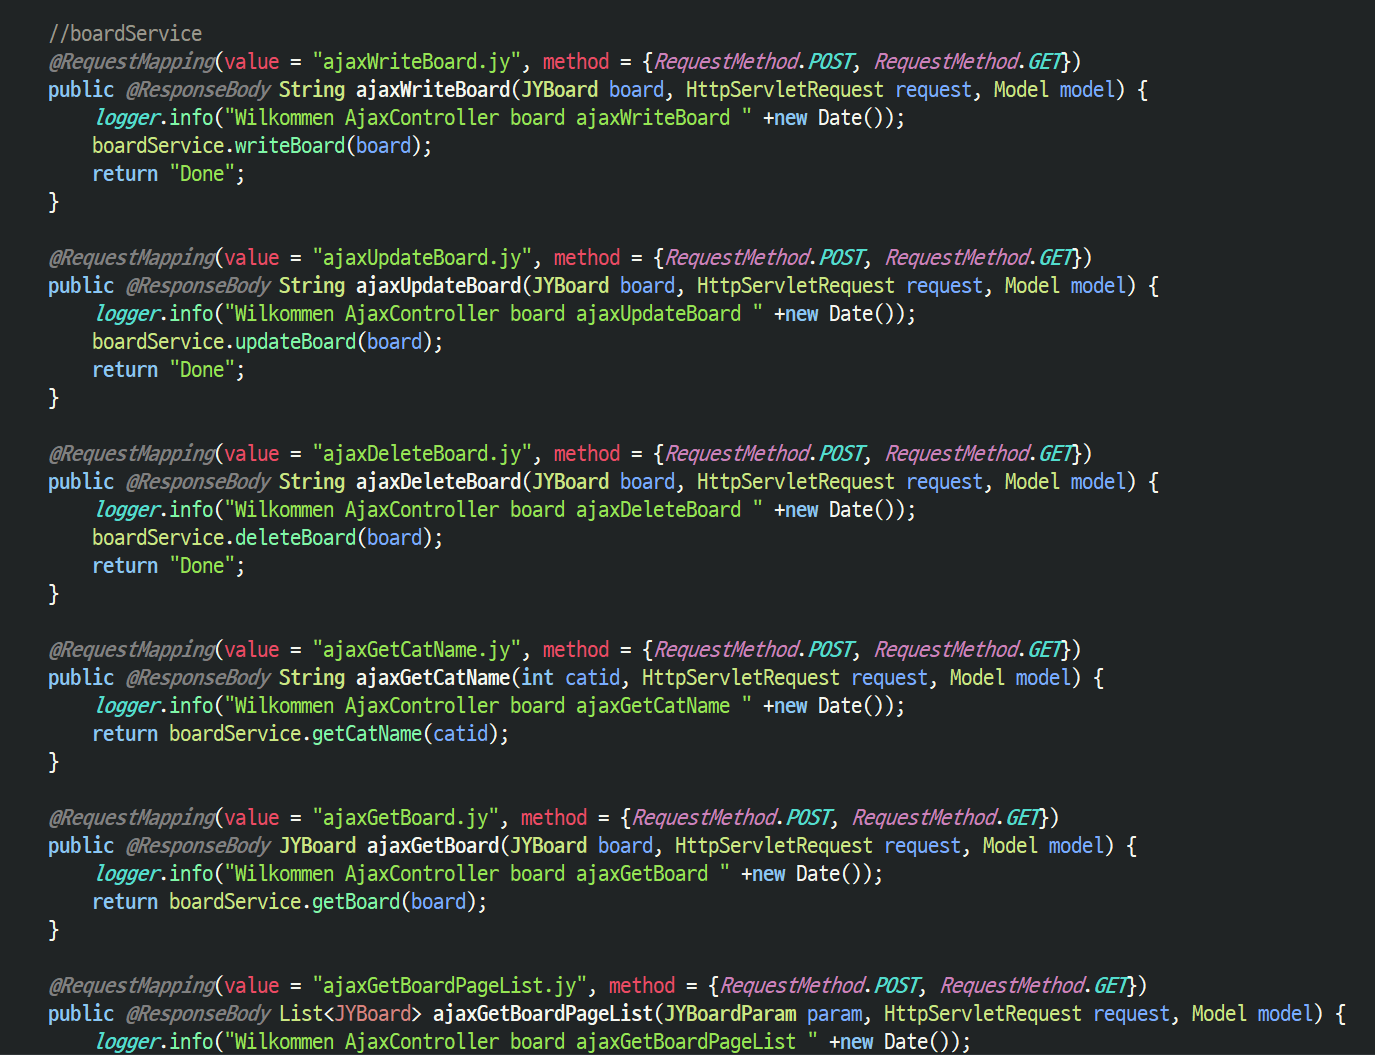 //boardService
@RequestMapping(value = "ajaxWriteBoard.jy", method = {RequestMethod.POST, RequestMethod.GET})
public @ResponseBody String ajaxWriteBoard(JYBoard board, HttpServletRequest request, Model model) {
logger.info("Wilkommen AjaxController board ajaxWriteBoard " +new Date());
boardService.writeBoard(board);
return "Done";
}
@RequestMapping(value = "ajaxUpdateBoard.jy", method = {RequestMethod.POST, RequestMethod.GET})
public @ResponseBody String ajaxUpdateBoard(JYBoard board, HttpServletRequest request, Model model) {
logger.info("Wilkommen AjaxController board ajaxUpdateBoard " +new Date());
boardService.updateBoard(board);
return "Done";
}
@RequestMapping(value = "ajaxDeleteBoard.jy", method = {RequestMethod.POST, RequestMethod.GET})
public @ResponseBody String ajaxDeleteBoard(JYBoard board, HttpServletRequest request, Model model) {
logger.info("Wilkommen AjaxController board ajaxDeleteBoard " +new Date());
boardService.deleteBoard(board);
return "Done";
}
@RequestMapping(value = "ajaxGetCatName.jy", method = {RequestMethod.POST, RequestMethod.GET})
public @ResponseBody String ajaxGetCatName(int catid, HttpServletRequest request, Model model) {
logger.info("Wilkommen AjaxController board ajaxGetCatName " +new Date());
return boardService.getCatName(catid);
}
@RequestMapping(value = "ajaxGetBoard.jy", method = {RequestMethod.POST, RequestMethod.GET})
public @ResponseBody JYBoard ajaxGetBoard(JYBoard board, HttpServletRequest request, Model model) {
logger.info("Wilkommen AjaxController board ajaxGetBoard " +new Date());
return boardService.getBoard(board);
}
@RequestMapping(value = "ajaxGetBoardPageList.jy", method = {RequestMethod.POST, RequestMethod.GET})
public @ResponseBody List<JYBoard> ajaxGetBoardPageList(JYBoardParam param, HttpServletRequest request, Model model) {
logger.info("Wilkommen AjaxController board ajaxGetBoardPageList " +new Date());